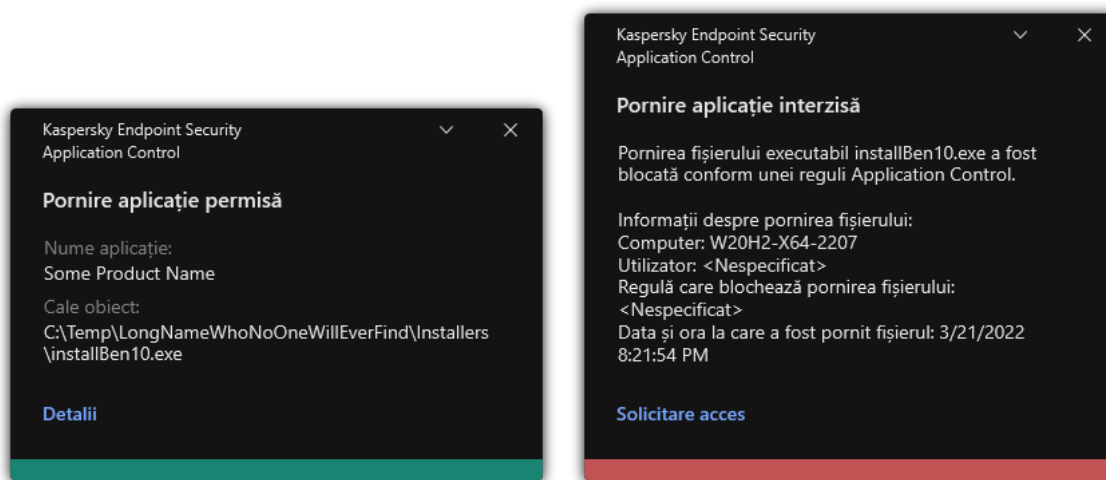 Kaspersky Endpoint Security
Application Control
Pornire aplicație permisă
Nume aplicație:
Some Product Name
Cale obiect:
C:\Temp\LongNameWhoNoOneWillEverFind\Installers
\installBen10.exe
Detalii
Kaspersky Endpoint Security
Application Control
Pornire aplicație interzisă
Pornirea fișierului executabil installBen10.exe a fost
blocată conform unei reguli Application Control.
Informații despre pornirea fișierului:
Computer: W20H2-X64-2207
Utilizator: <Nespecificat>
Regulă care blochează pornirea fișierului:
<Nespecificat>
Data și ora la care a fost pornit fișierul: 3/21/2022
8:21:54 PM
Solicitare acces